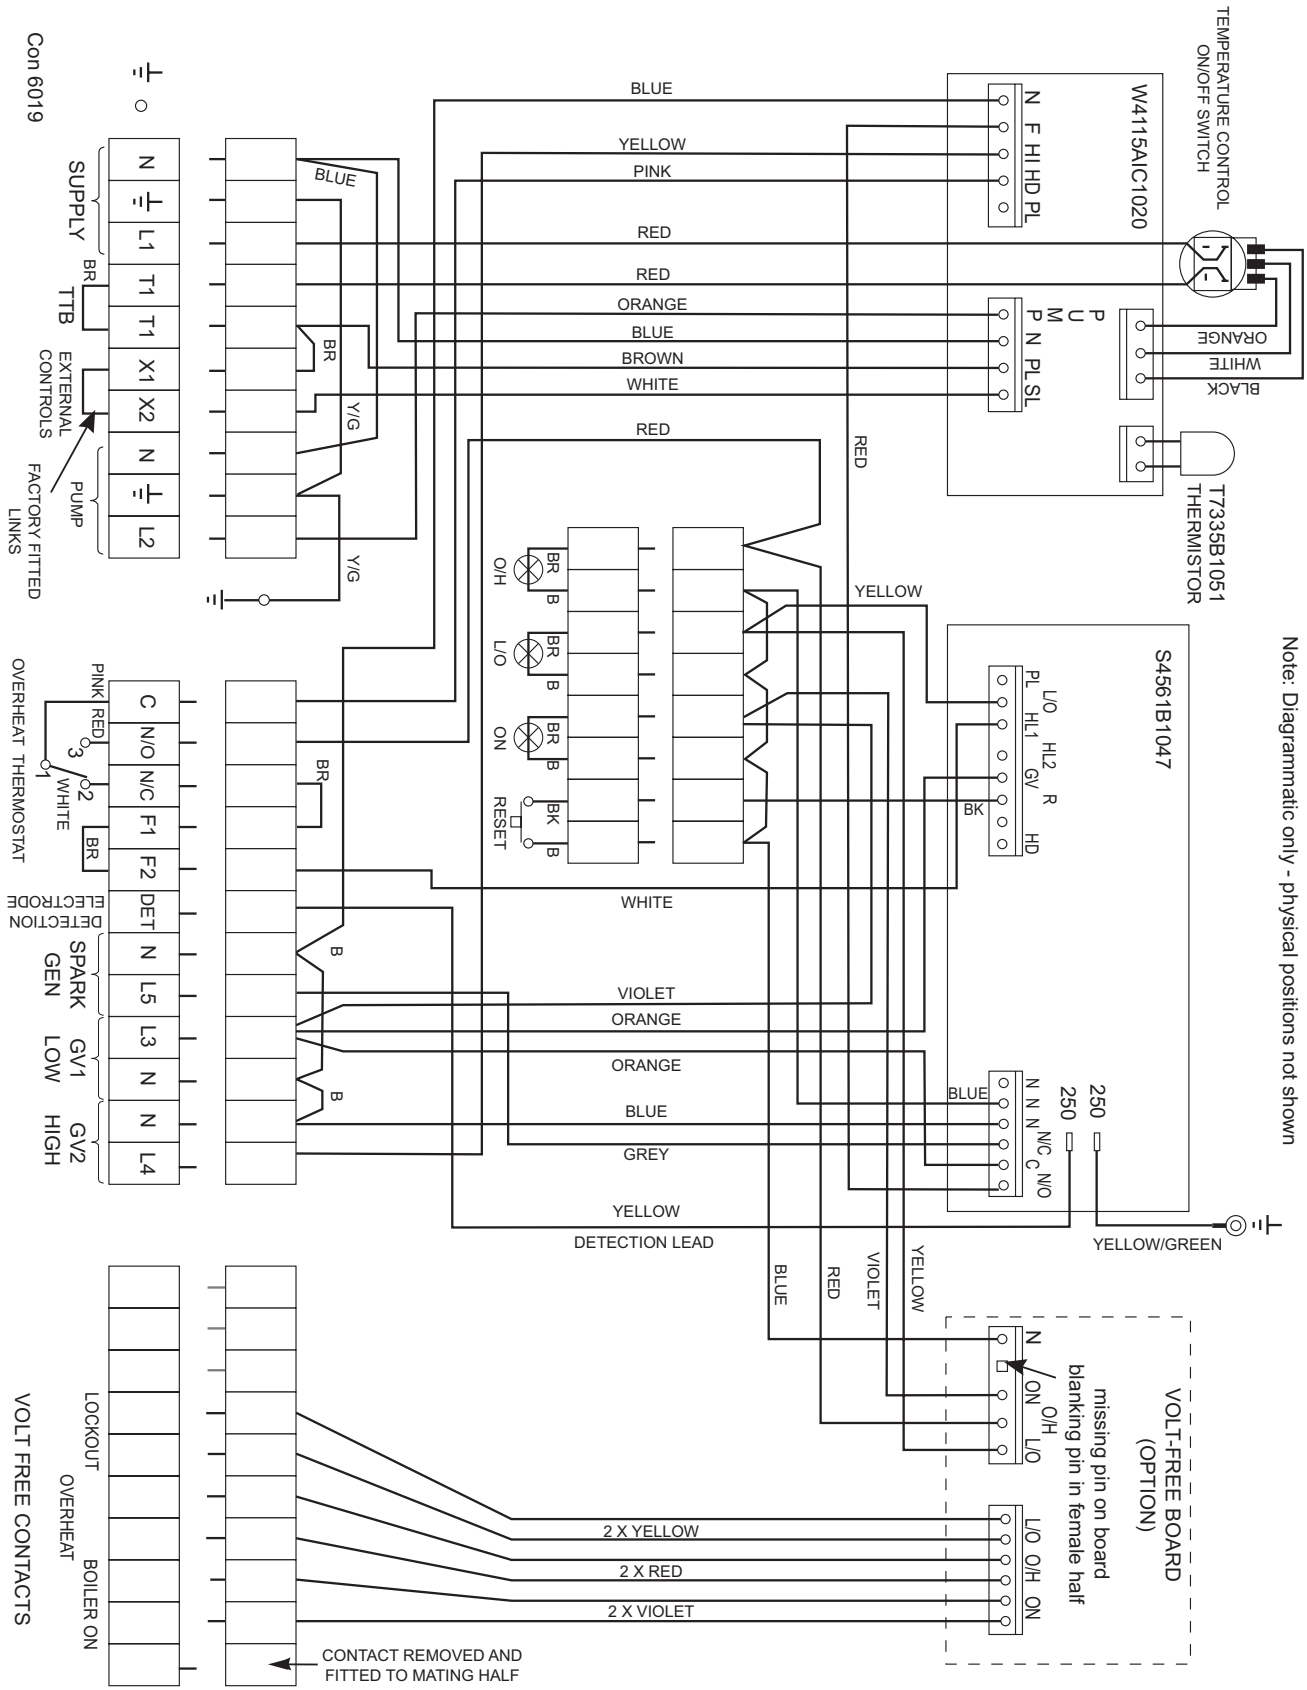 Note: Diagrammatic only - physical positions not shown
TEMPERATURE CONTROL
ON/OFF SWITCH
W4115AIC1020
N
F
HI
HD
PL
P
U
M
P
N
PL
SL
ORANGE
WHITE
BLACK
T7335B1051
THERMISTOR
BLUE
YELLOW
PINK
RED
RED
ORANGE
BLUE
BROWN
WHITE
RED
RED
BLUE
BR
Y/G
Y/G
Con 6019
N
L1
T1
T1
X1
X2
N
L2
SUPPLY
BR
TTB
EXTERNAL
CONTROLS
PUMP
FACTORY FITTED
LINKS
O/H
BR
B
L/O
BR
B
ON
BR
B
RESET
BK
B
YELLOW
S4561B1047
PL
L/O
HL1
HL2
GV
R
HD
BK
WHITE
C
N/O
N/C
F1
F2
DET
N
L5
L3
N
N
L4
PINK
RED
3
1
2
WHITE
OVERHEAT THERMOSTAT
BR
BR
DETECTION
ELECTRODE
SPARK
GEN
GV1
LOW
GV2
HIGH
B
B
VIOLET
ORANGE
ORANGE
BLUE
GREY
YELLOW
DETECTION LEAD
BLUE
N
N
N
N/C
C
N/O
250
250
YELLOW/GREEN
BLUE
RED
VIOLET
YELLOW
VOLT-FREE BOARD
(OPTION)
missing pin on board
blanking pin in female half
N
ON
O/H
L/O
L/O
O/H
ON
2 X YELLOW
2 X RED
2 X VIOLET
LOCKOUT
OVERHEAT
BOILER ON
VOLT FREE CONTACTS
CONTACT REMOVED AND
FITTED TO MATING HALF